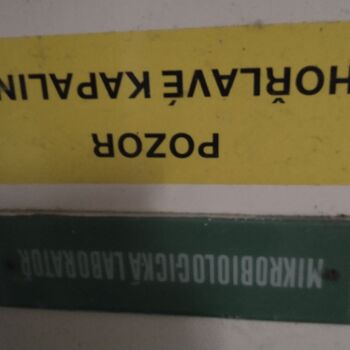 MIKROBIOLOGICKÁ LABORATOŘ
POZOR
HOŘLAVÉ KAPALIN